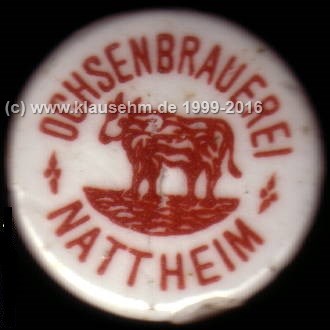 OCHSENBRAUEREI
(c) www.klausehm.de 1999-2016
NATTHEIM